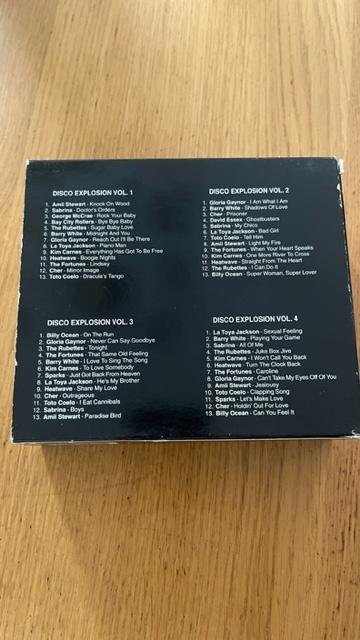 DISCO EXPLOSION VOL. 1
1. Amii Stewart - Knock On Wood
2. Sabrina - Doctor's Orders
3. George McCrae - Rock Your Baby
4. Bay City Rollers - Bye Bye Baby
5. The Rubettes - Sugar Baby Love
6. Barry White - Midnight And You
7. Gloria Gaynor - Reach Out I'll Be There
8. La Toya Jackson - Piano Man
9. Kim Carnes - Everything Has Got To Be Free
10. Heatwave - Boogie Nights
11. The Fortunes - Lindsey
12. Cher - Mirror Image
13. Toto Coelo - Dracula's Tango
DISCO EXPLOSION VOL. 2
1. Gloria Gaynor - I Am What I Am
2. Barry White - Shadows Of Love
3. Cher - Prisoner
4. David Essex - Ghostbusters
5. Sabrina - My Chico
6. La Toya Jackson - Bad Girl
7. Toto Coelo - Tell Him
8. Amii Stewart - Light My Fire
9. The Fortunes - When Your Heart Speaks
10. Kim Carnes - One More River To Cross
11. Heatwave - Straight From The Heart
12. The Rubettes - I Can Do It
13. Billy Ocean - Super Woman, Super Lover
DISCO EXPLOSION VOL. 3
1. Billy Ocean - On The Run
2. Gloria Gaynor - Never Can Say Goodbye
3. The Rubettes - Tonight
4. The Fortunes - That Same Old Feeling
5. Barry White - I Love To Sing The Song
6. Kim Carnes - To Love Somebody
7. Sparks - Just Got Back From Heaven
8. La Toya Jackson - He's My Brother
9. Heatwave - Share My Love
10. Cher - Outrageous
11. Toto Coelo - I Eat Cannibals
12. Sabrina - Boys
13. Amii Stewart - Paradise Bird
DISCO EXPLOSION VOL. 4
1. La Toya Jackson - Sexual Feeling
2. Barry White - Playing Your Game
3. Sabrina - All Of Me
4. The Rubettes - Juke Box Jive
5. Kim Carnes - I Won't Call You Back
6. Heatwave - Turn The Clock Back
7. The Fortunes - Caroline
8. Gloria Gaynor - Can't Take My Eyes Off Of You
9. Amii Stewart - Jealousy
10. Toto Coelo - Clapping Song
11. Sparks - Let's Make Love
12. Cher - Holdin' Out For Love
13. Billy Ocean - Can You Feel It